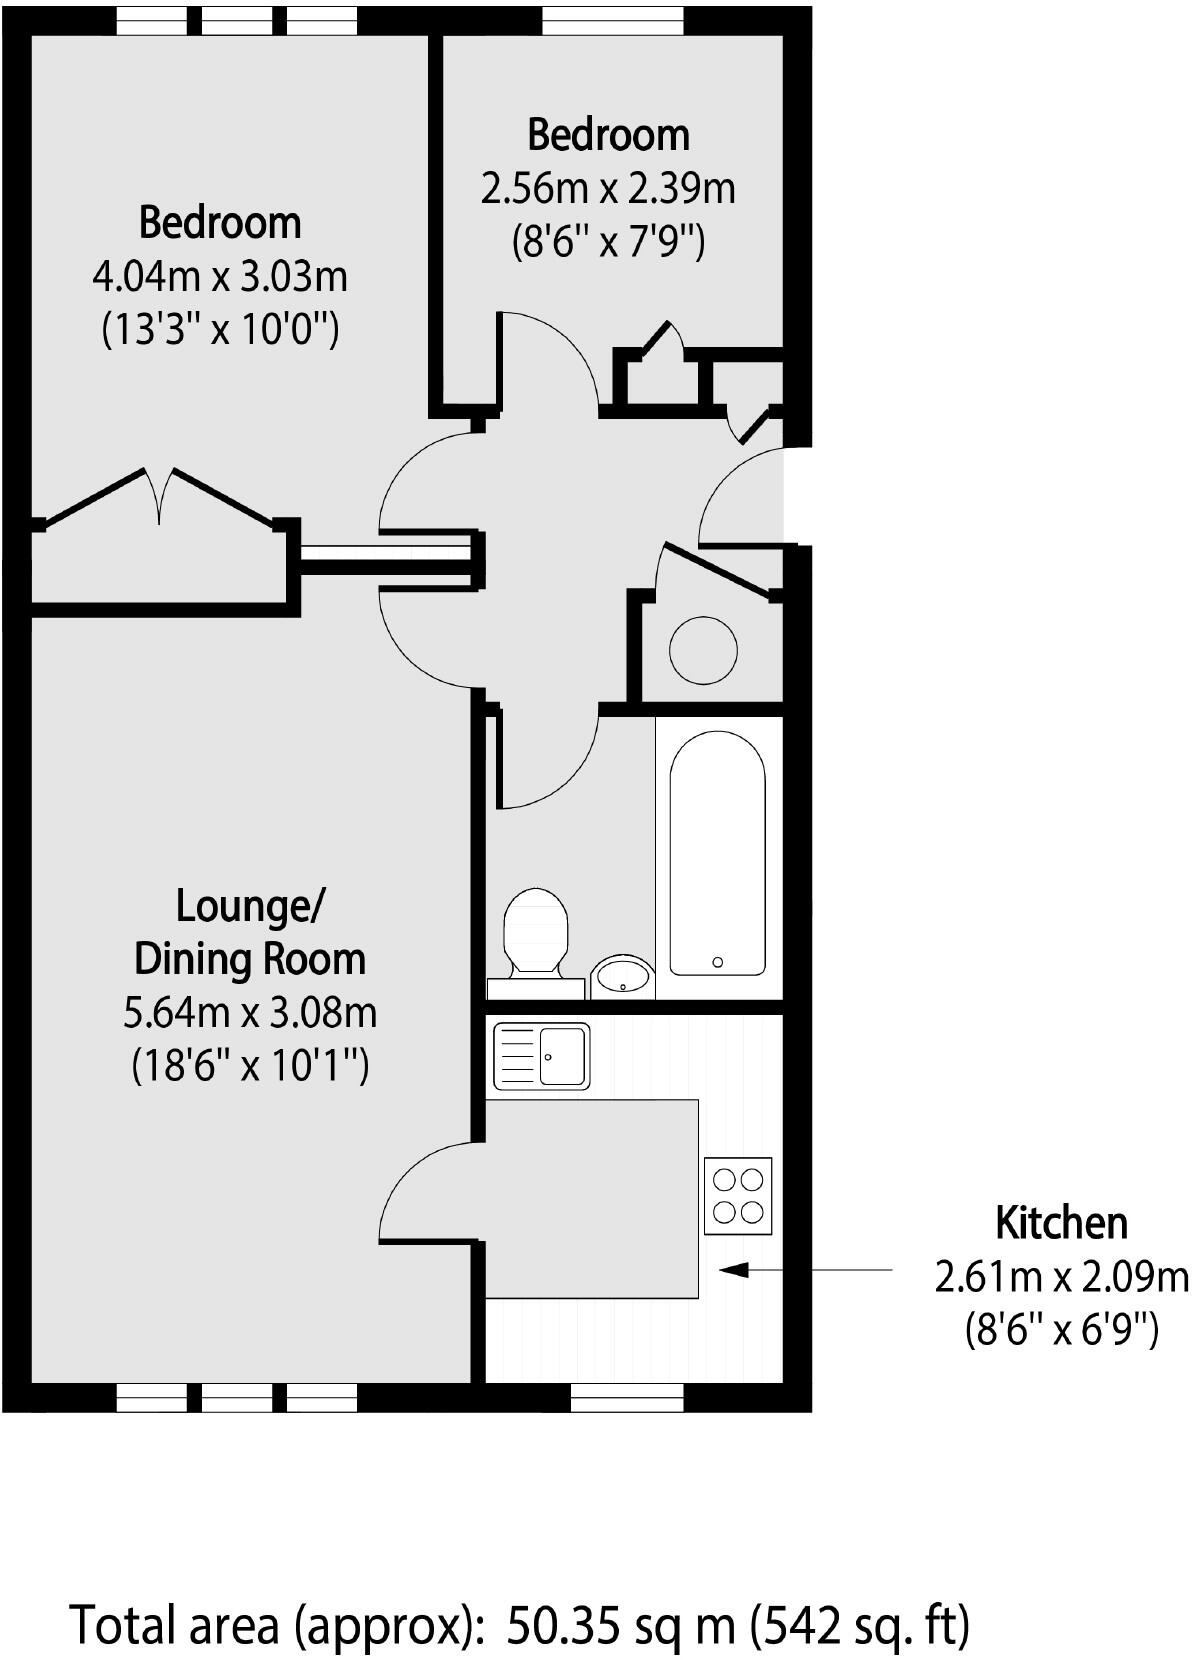 Bedroom
2.56m x 2.39m
(8'6" x 7'9")
Bedroom
4.04m x 3.03m
(13'3" x 10'0")
Lounge/
Dining Room
5.64m x 3.08m
(18'6" x 10'1")
Kitchen
2.61m x 2.09m
(8'6" x 6'9")
Total area (approx): 50.35 sq m (542 sq. ft)